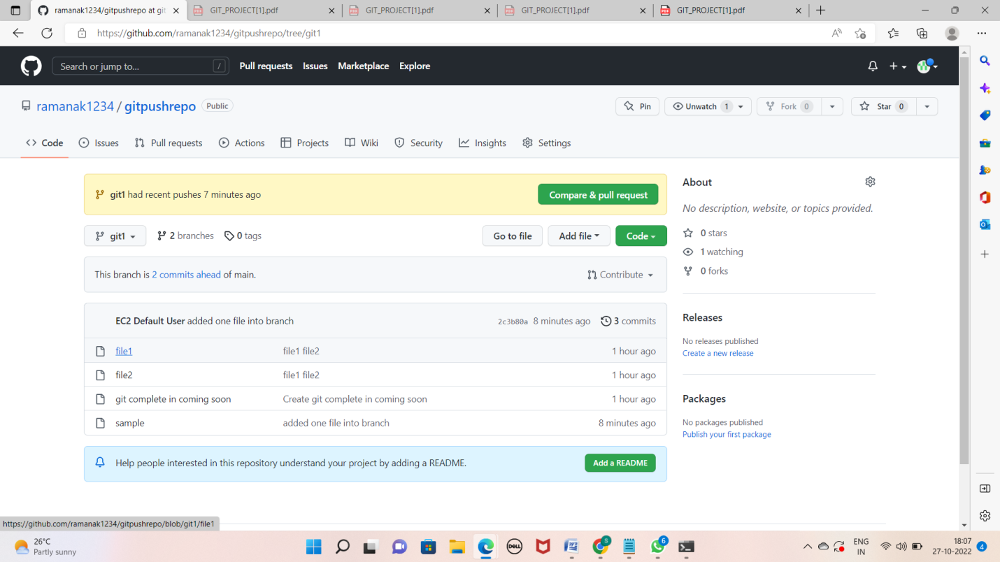 ramanak1234/gitpushrepo at git
GIT_PROJECT[1].pdf
GIT_PROJECT[1].pdf
GIT_PROJECT[1].pdf
GIT_PROJECT[1].pdf
https://github.com/ramanak1234/gitpushrepo/tree/git1
Search or jump to... /
Pull requests Issues Marketplace Explore
ramanak1234 / gitpushrepo Public
Pin Unwatch 1 Fork 0 Star 0
Code Issues Pull requests Actions Projects Wiki Security Insights Settings
git1 had recent pushes 7 minutes ago Compare & pull request
git1 2 branches 0 tags Go to file Add file Code
This branch is 2 commits ahead of main. Contribute
EC2 Default User added one file into branch 2c3b80a 8 minutes ago 3 commits
file1 file1 file2 1 hour ago
file2 file1 file2 1 hour ago
git complete in coming soon Create git complete in coming soon 1 hour ago
sample added one file into branch 8 minutes ago
Help people interested in this repository understand your project by adding a README. Add a README
About
No description, website, or topics provided.
0 stars
1 watching
0 forks
Releases
No releases published
Create a new release
Packages
No packages published
Publish your first package
https://github.com/ramanak1234/gitpushrepo/blob/git1/file1
26°C
Partly sunny
DELL
S
6
ENG
IN
18:07
27-10-2022
4